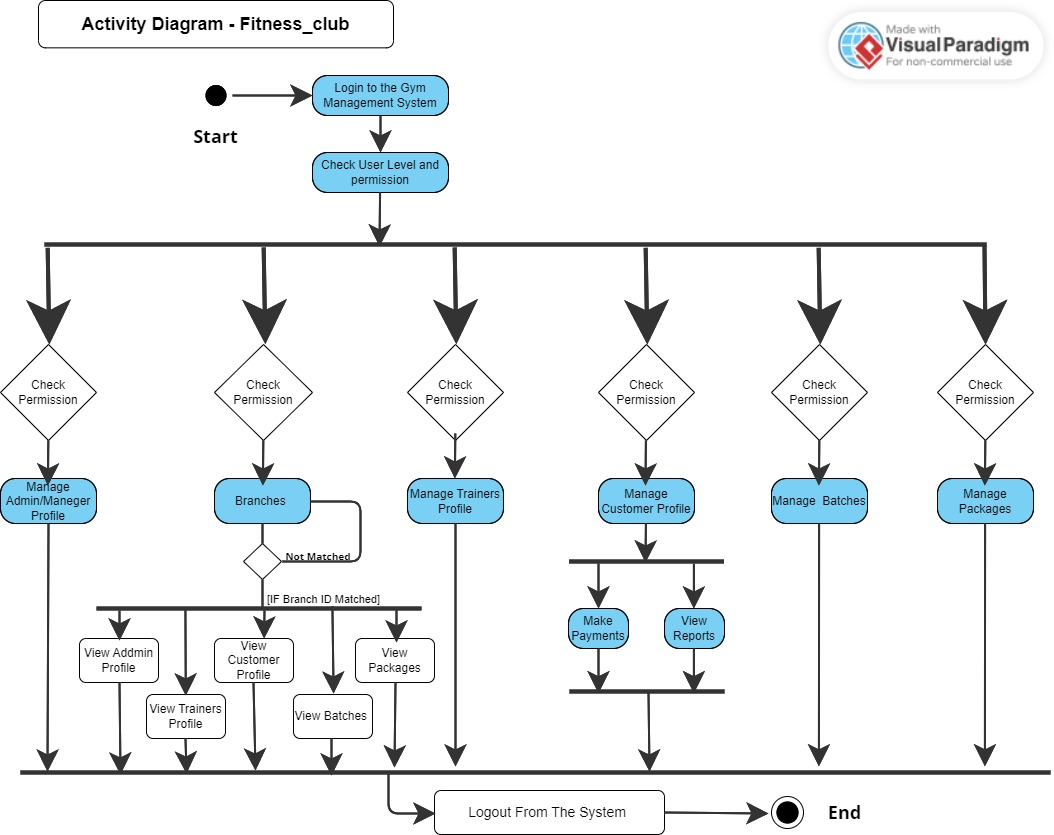 Activity Diagram - Fitness_club
Made with
Visual Paradigm
For non-commercial use
Login to the Gym
Management System
Start
Check User Level and
permission
Check
Permission
Check
Permission
Check
Permission
Check
Permission
Check
Permission
Check
Permission
Manage
Admin/Maneger
Profile
Branches
Manage Trainers
Profile
Manage
Customer Profile
Manage Batches
Manage
Packages
Not Matched
[IF Branch ID Matched]
Make
Payments
View
Reports
View Addmin
Profile
View
Customer
Profile
View
Packages
View Trainers
Profile
View Batches
Logout From The System
End